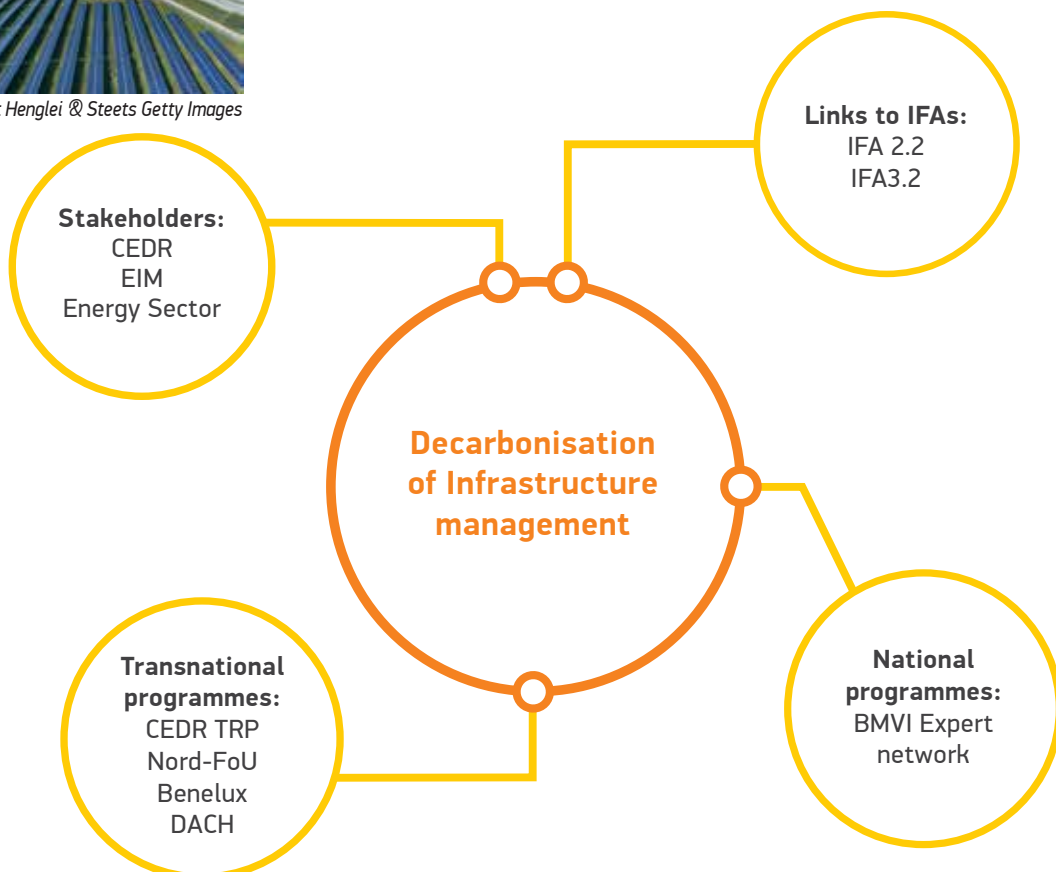 Henglei & Steets Getty Images
Links to IFAs:
IFA 2.2
IFA3.2
Stakeholders:
CEDR
EIM
Energy Sector
Decarbonisation
of Infrastructure
management
Transnational
programmes:
CEDR TRP
Nord-FoU
Benelux
DACH
National
programmes:
BMVI Expert
network